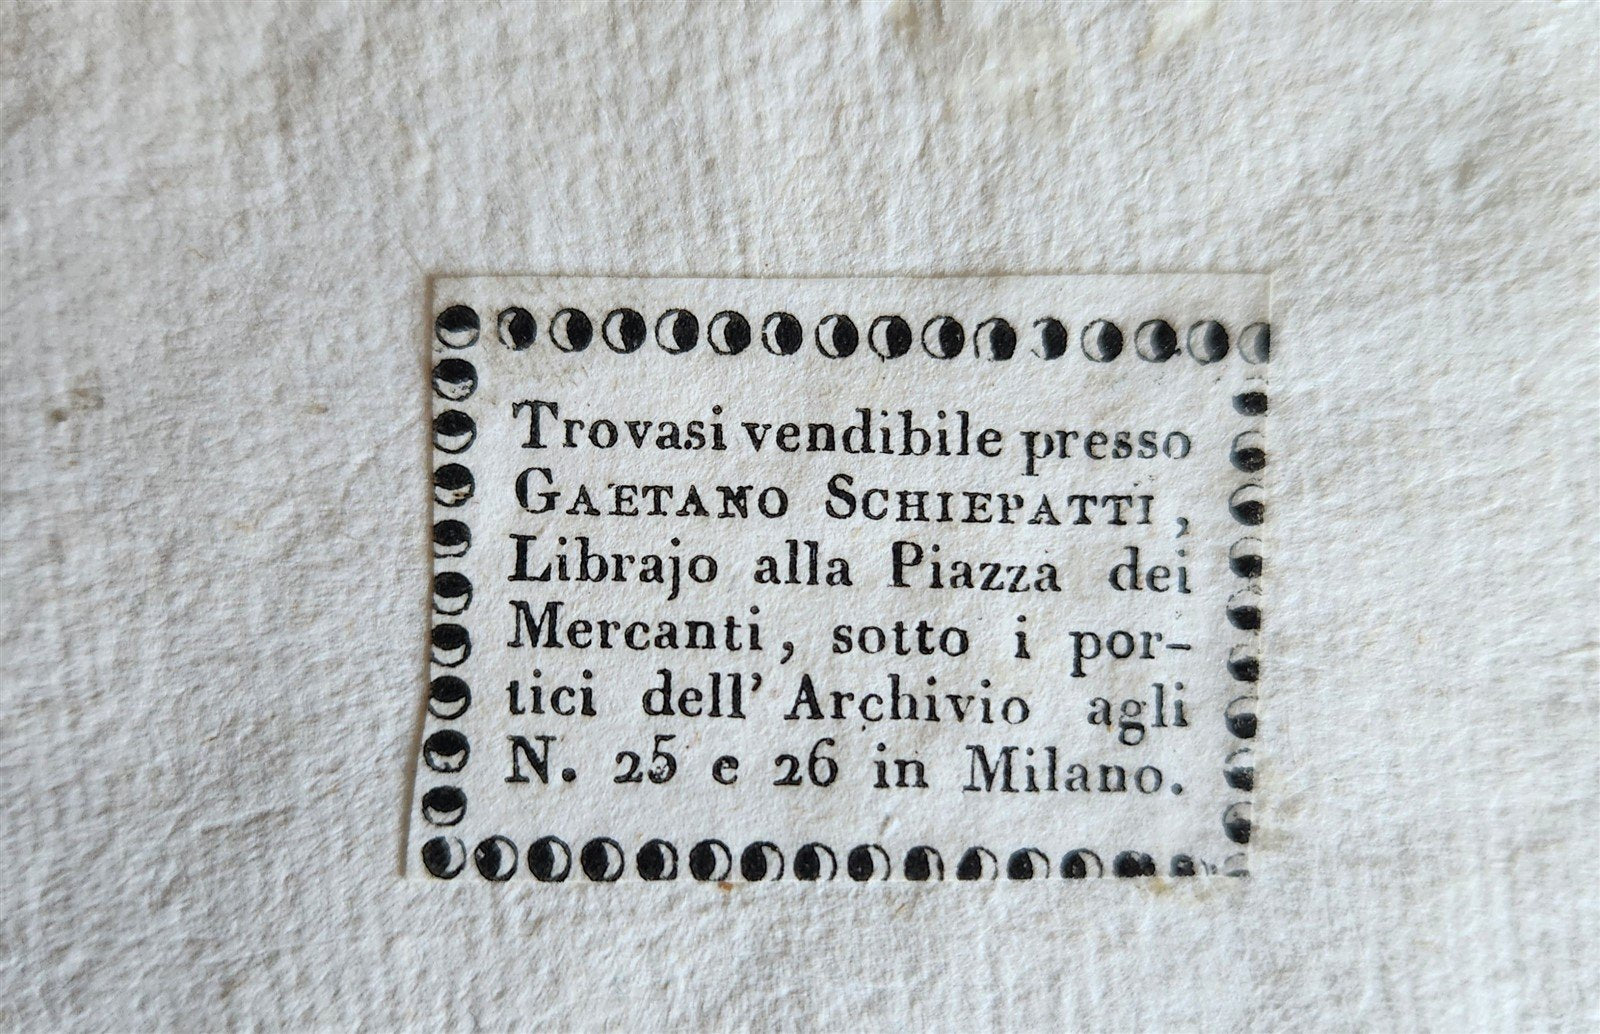 Trovasi vendibile presso
GAETANO SCHIEPATTI,
Librajo alla Piazza dei
Mercanti, sotto i por-
tici dell' Archivio agli
N. 25 e 26 in Milano.